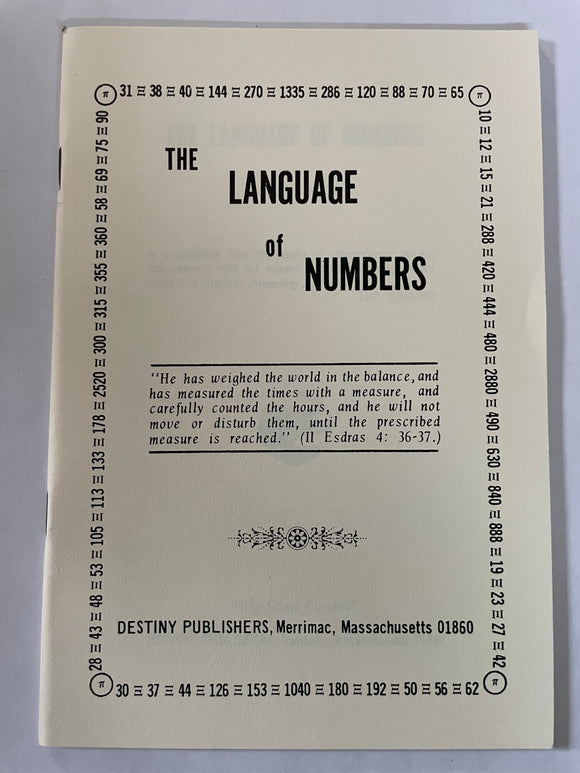 π 31 Ξ 38 Ξ 40 Ξ 144 Ξ 270 Ξ 1335 Ξ 286 Ξ 120 Ξ 88 Ξ 70 Ξ 65 π
28 Ξ 43 Ξ 48 Ξ 53 Ξ 105 Ξ 113 Ξ 133 Ξ 178 Ξ 2520 Ξ 300 Ξ 315 Ξ 355 Ξ 360 Ξ 58 Ξ 69 Ξ 75 Ξ 90
THE
LANGUAGE
of
NUMBERS
"He has weighed the world in the balance, and
has measured the times with a measure, and
carefully counted the hours, and he will not
move or disturb them, until the prescribed
measure is reached." (II Esdras 4: 36-37.)
DESTINY PUBLISHERS, Merrimac, Massachusetts 01860
10 Ξ 12 Ξ 15 Ξ 21 Ξ 288 Ξ 420 Ξ 444 Ξ 480 Ξ 2880 Ξ 490 Ξ 630 Ξ 840 Ξ 888 Ξ 19 Ξ 23 Ξ 27 Ξ 42
π 30 Ξ 37 Ξ 44 Ξ 126 Ξ 153 Ξ 1040 Ξ 180 Ξ 192 Ξ 50 Ξ 56 Ξ 62 π